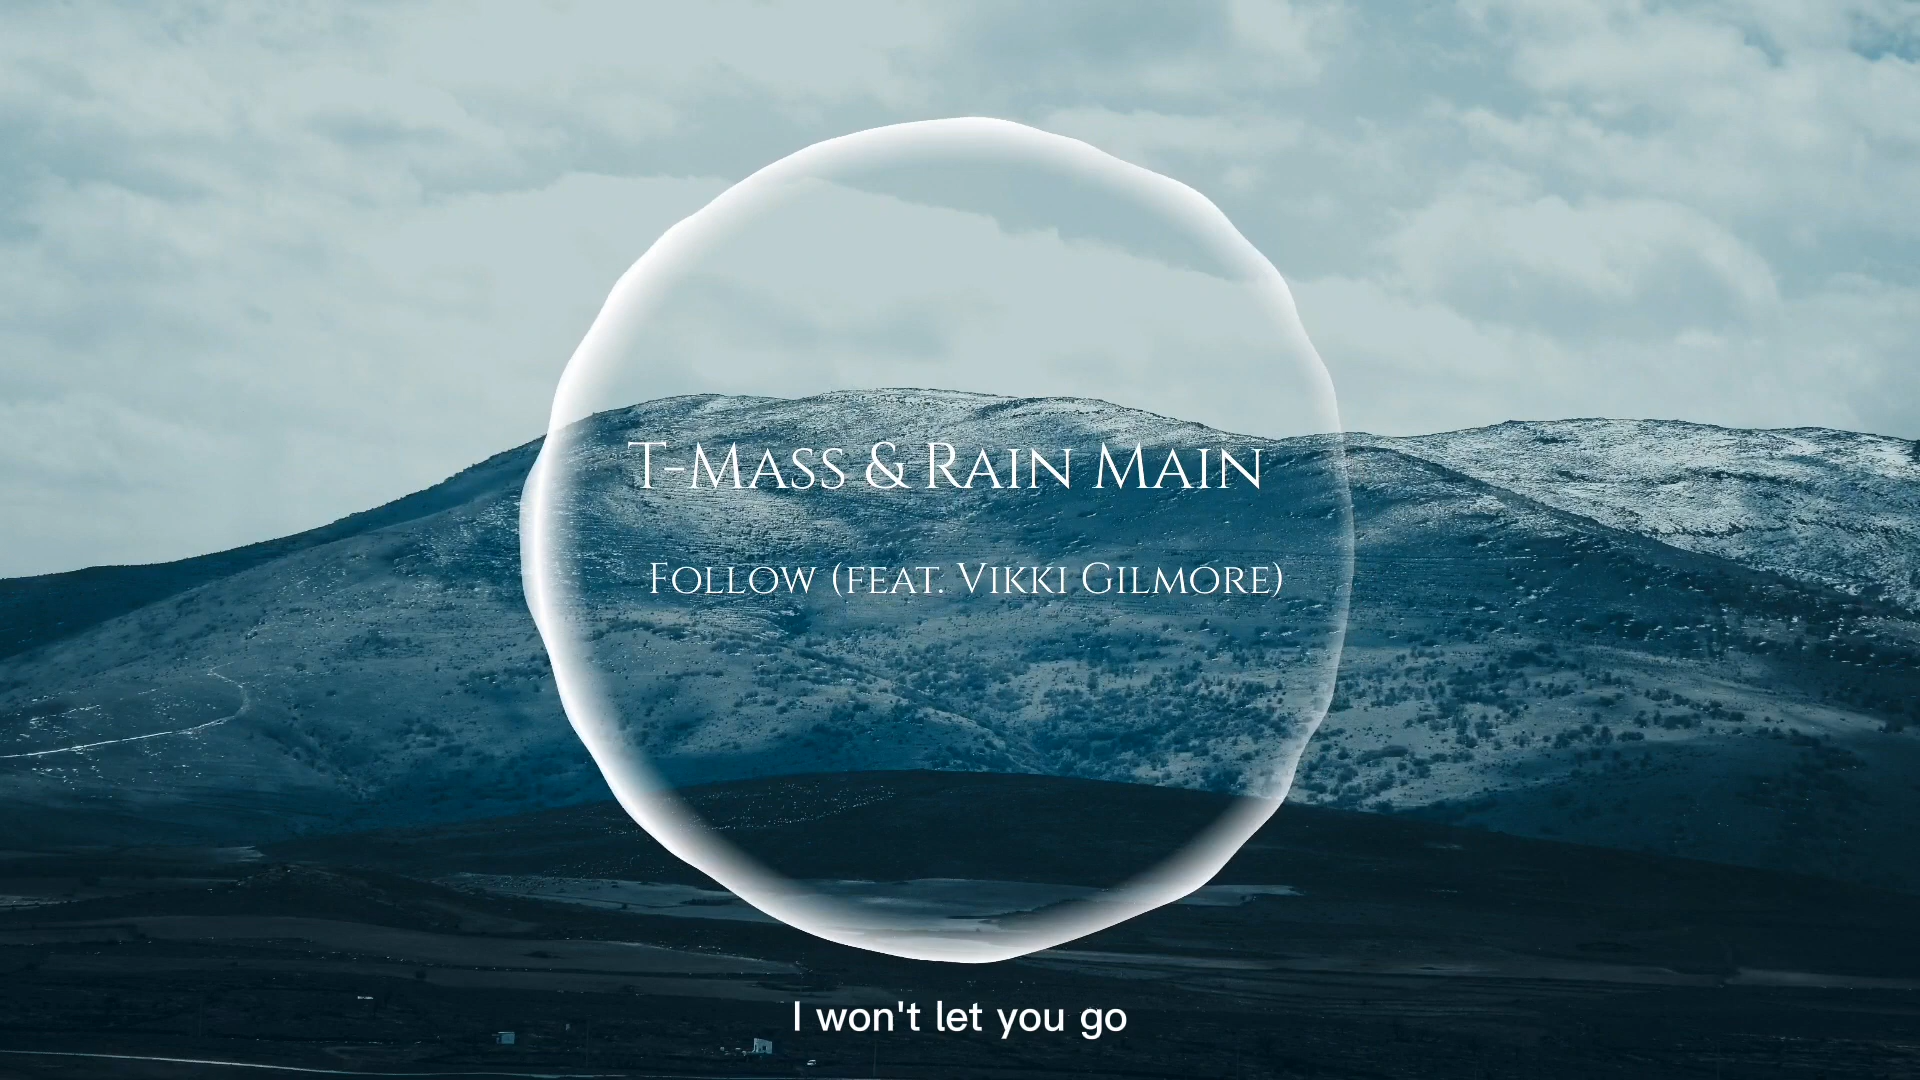 T-Mass & Rain Main
Follow (feat. Vikki Gilmore)
I won't let you go